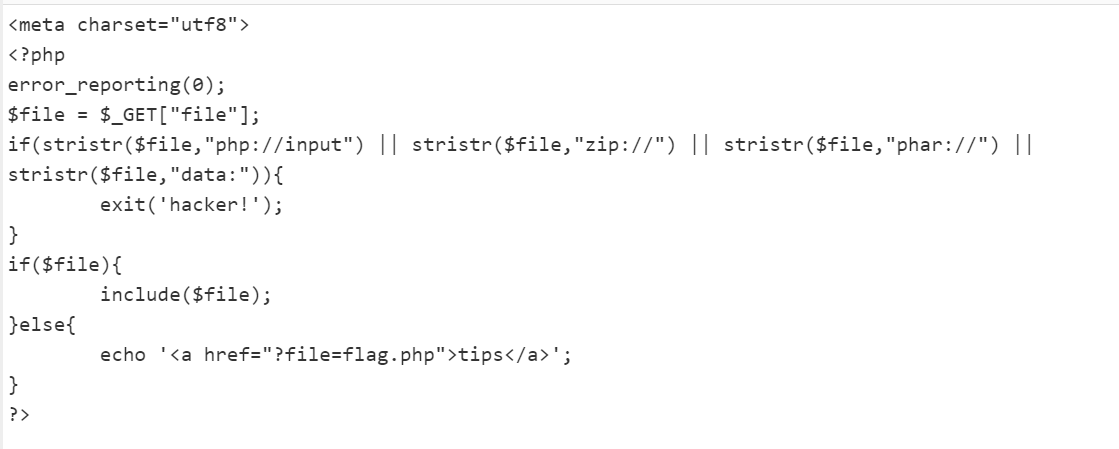 <meta charset="utf8">
<?php
error_reporting(0);
$file = $_GET["file"];
if(stristr($file,"php://input") || stristr($file,"zip://") || stristr($file,"phar://") ||
stristr($file,"data:")){
        exit('hacker!');
}
if($file){
        include($file);
}else{
        echo '<a href="?file=flag.php">tips</a>';
}
?>